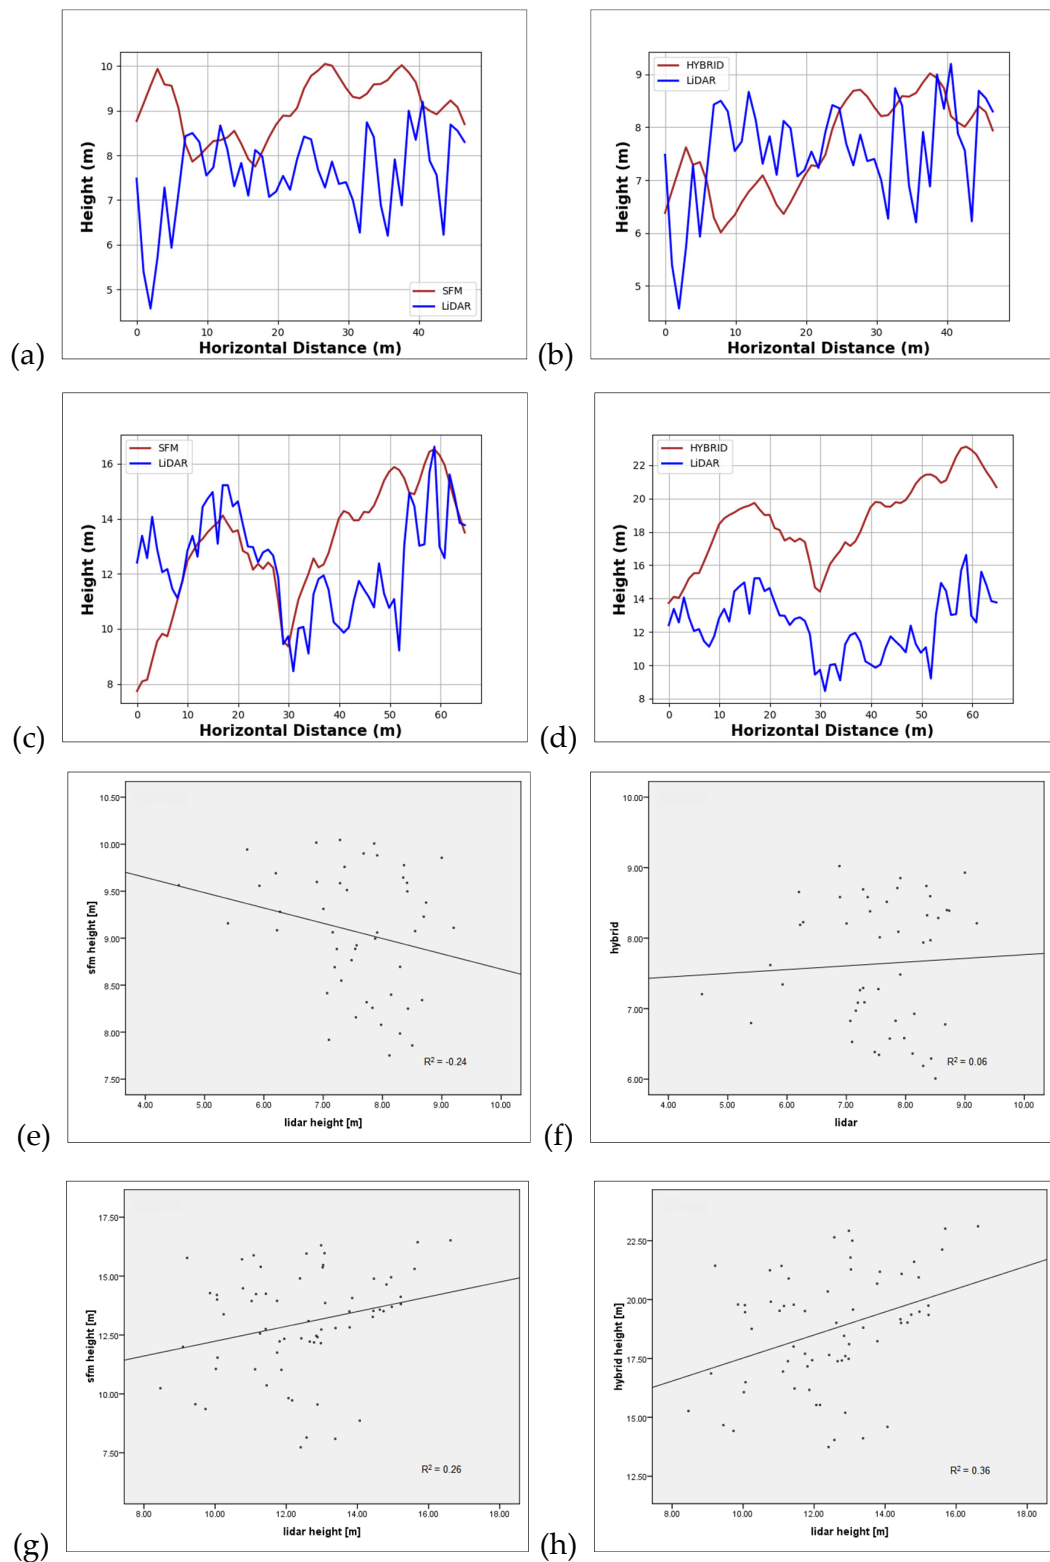 10
9
8
7
6
5
Height (m)
SFM
LiDAR
0 10 20 30 40
Horizontal Distance (m)
(a)
9
8
7
6
5
Height (m)
HYBRID
LiDAR
0 10 20 30 40
Horizontal Distance (m)
(b)
16
14
12
10
8
Height (m)
SFM
LiDAR
0 10 20 30 40 50 60
Horizontal Distance (m)
(c)
22
20
18
16
14
12
10
8
Height (m)
HYBRID
LiDAR
0 10 20 30 40 50 60
Horizontal Distance (m)
(d)
10.50
10.00
9.50
9.00
8.50
8.00
7.50
sfm height [m]
R² = -0.24
4.00 5.00 6.00 7.00 8.00 9.00 10.00
lidar height [m]
(e)
10.00
9.00
8.00
7.00
6.00
hybrid
R² = 0.06
4.00 5.00 6.00 7.00 8.00 9.00 10.00
lidar
(f)
17.50
15.00
12.50
10.00
7.50
sfm height [m]
R² = 0.26
8.00 10.00 12.00 14.00 16.00 18.00
lidar height [m]
(g)
22.50
20.00
17.50
15.00
12.50
hybrid height [m]
R² = 0.36
8.00 10.00 12.00 14.00 16.00 18.00
lidar height [m]
(h)